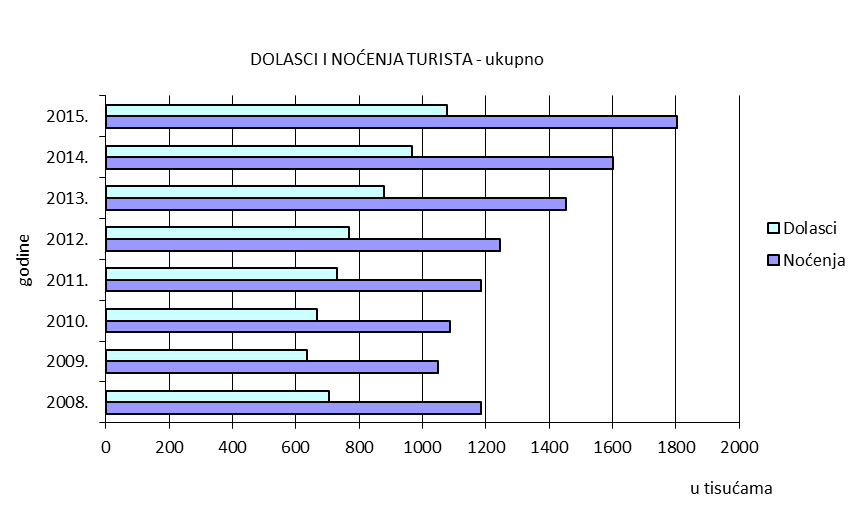 DOLASCI I NOĆENJA TURISTA - ukupno
2015.
2014.
2013.
2012.
2011.
2010.
2009.
2008.
godine
0 200 400 600 800 1000 1200 1400 1600 1800 2000
u tisućama
Dolasci
Noćenja